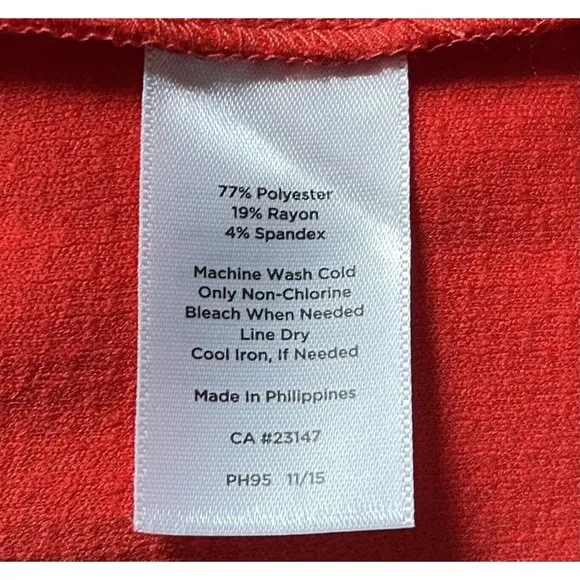 77% Polyester
19% Rayon
4% Spandex
Machine Wash Cold
Only Non-Chlorine
Bleach When Needed
Line Dry
Cool Iron, If Needed
Made In Philippines
CA #23147
PH95 11/15